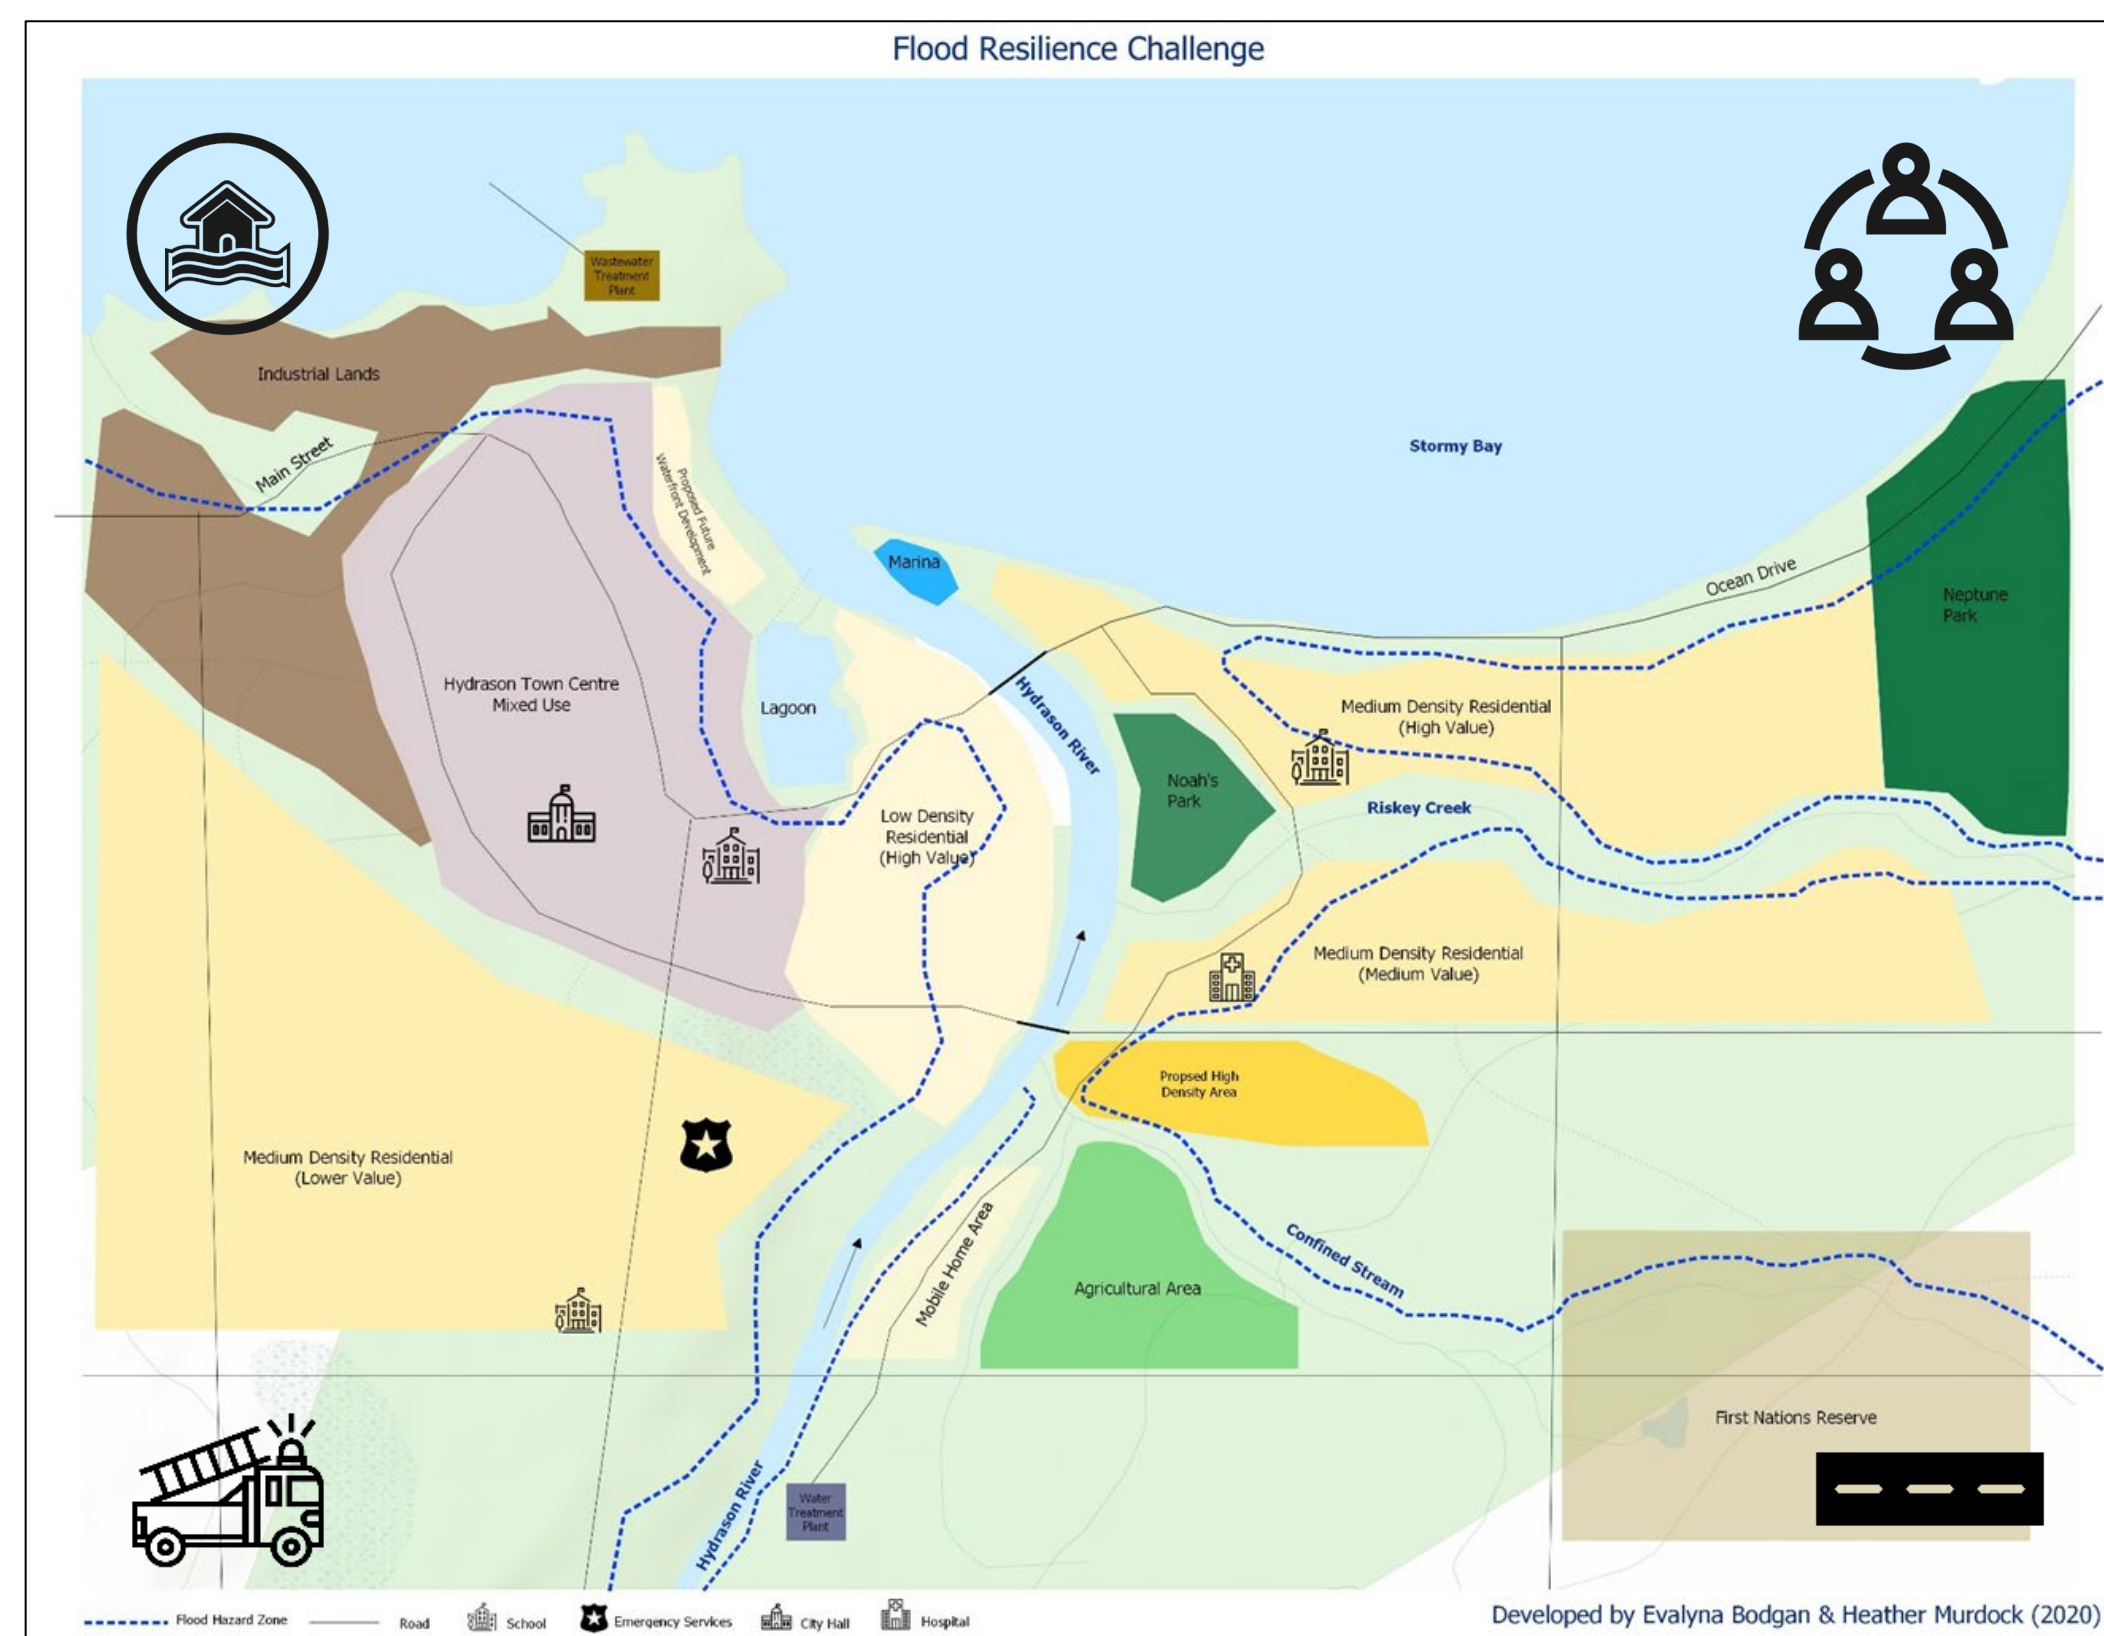 Flood Resilience Challenge
Wastewater
Treatment
Plant
Industrial Lands
Main Street
Proposed Future
Waterfront Development
Stormy Bay
Marina
Ocean Drive
Neptune
Park
Hydrason Town Centre
Mixed Use
Lagoon
Hydrason River
Medium Density Residential
(High Value)
Noah's
Park
Riskey Creek
Low Density
Residential
(High Value)
Medium Density Residential
(Medium Value)
Propsed High
Density Area
Medium Density Residential
(Lower Value)
Mobile Home Area
Agricultural Area
Confined Stream
First Nations Reserve
Hydrason River
Water
Treatment
Plant
Flood Hazard Zone Road School Emergency Services City Hall Hospital
Developed by Evalyna Bodgan & Heather Murdock (2020)